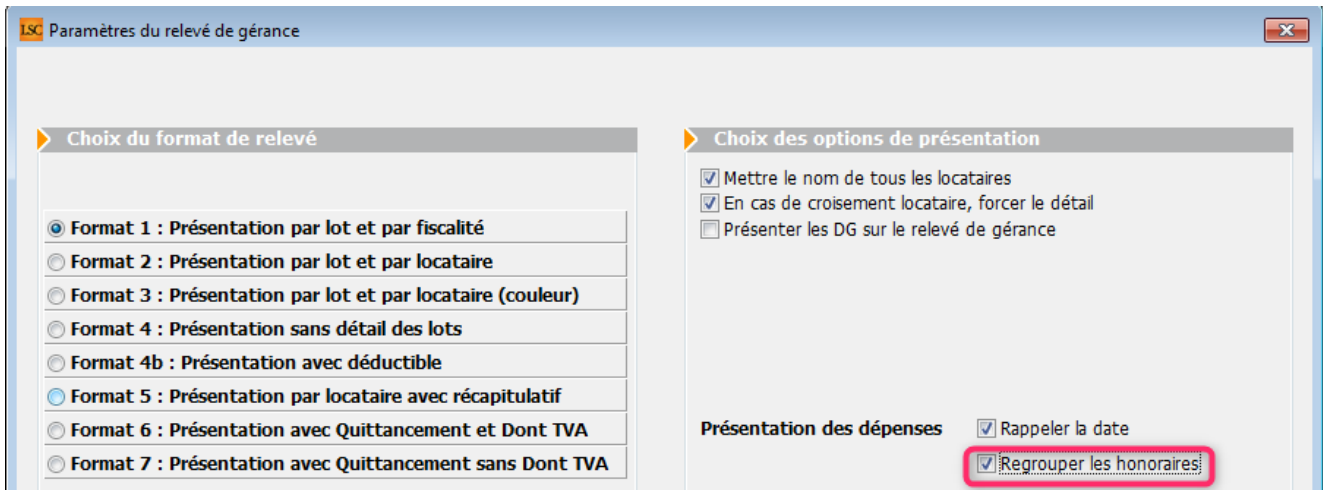 LSC Paramètres du relevé de gérance
Choix du format de relevé
Format 1 : Présentation par lot et par fiscalité
Format 2 : Présentation par lot et par locataire
Format 3 : Présentation par lot et par locataire (couleur)
Format 4 : Présentation sans détail des lots
Format 4b : Présentation avec déductible
Format 5 : Présentation par locataire avec récapitulatif
Format 6 : Présentation avec Quittancement et Dont TVA
Format 7 : Présentation avec Quittancement sans Dont TVA
Choix des options de présentation
Mettre le nom de tous les locataires
En cas de croisement locataire, forcer le détail
Présenter les DG sur le relevé de gérance
Présentation des dépenses Rappeler la date
Regrouper les honoraires